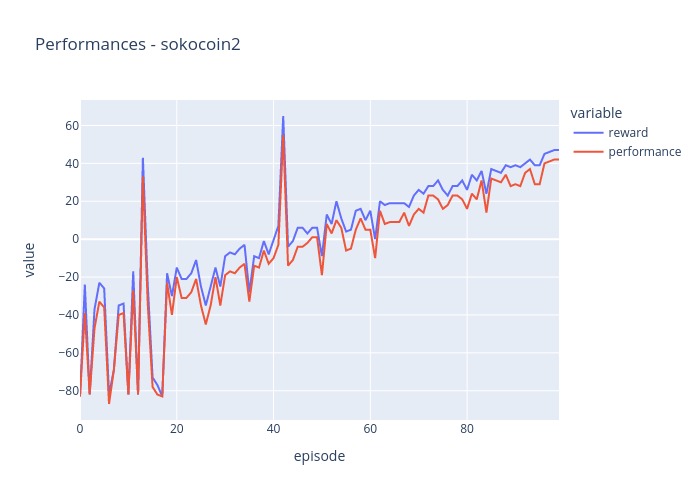 Performances - sokocoin2
variable
reward
performance
value
60
40
20
0
−20
−40
−60
−80
0
20
40
60
80
episode